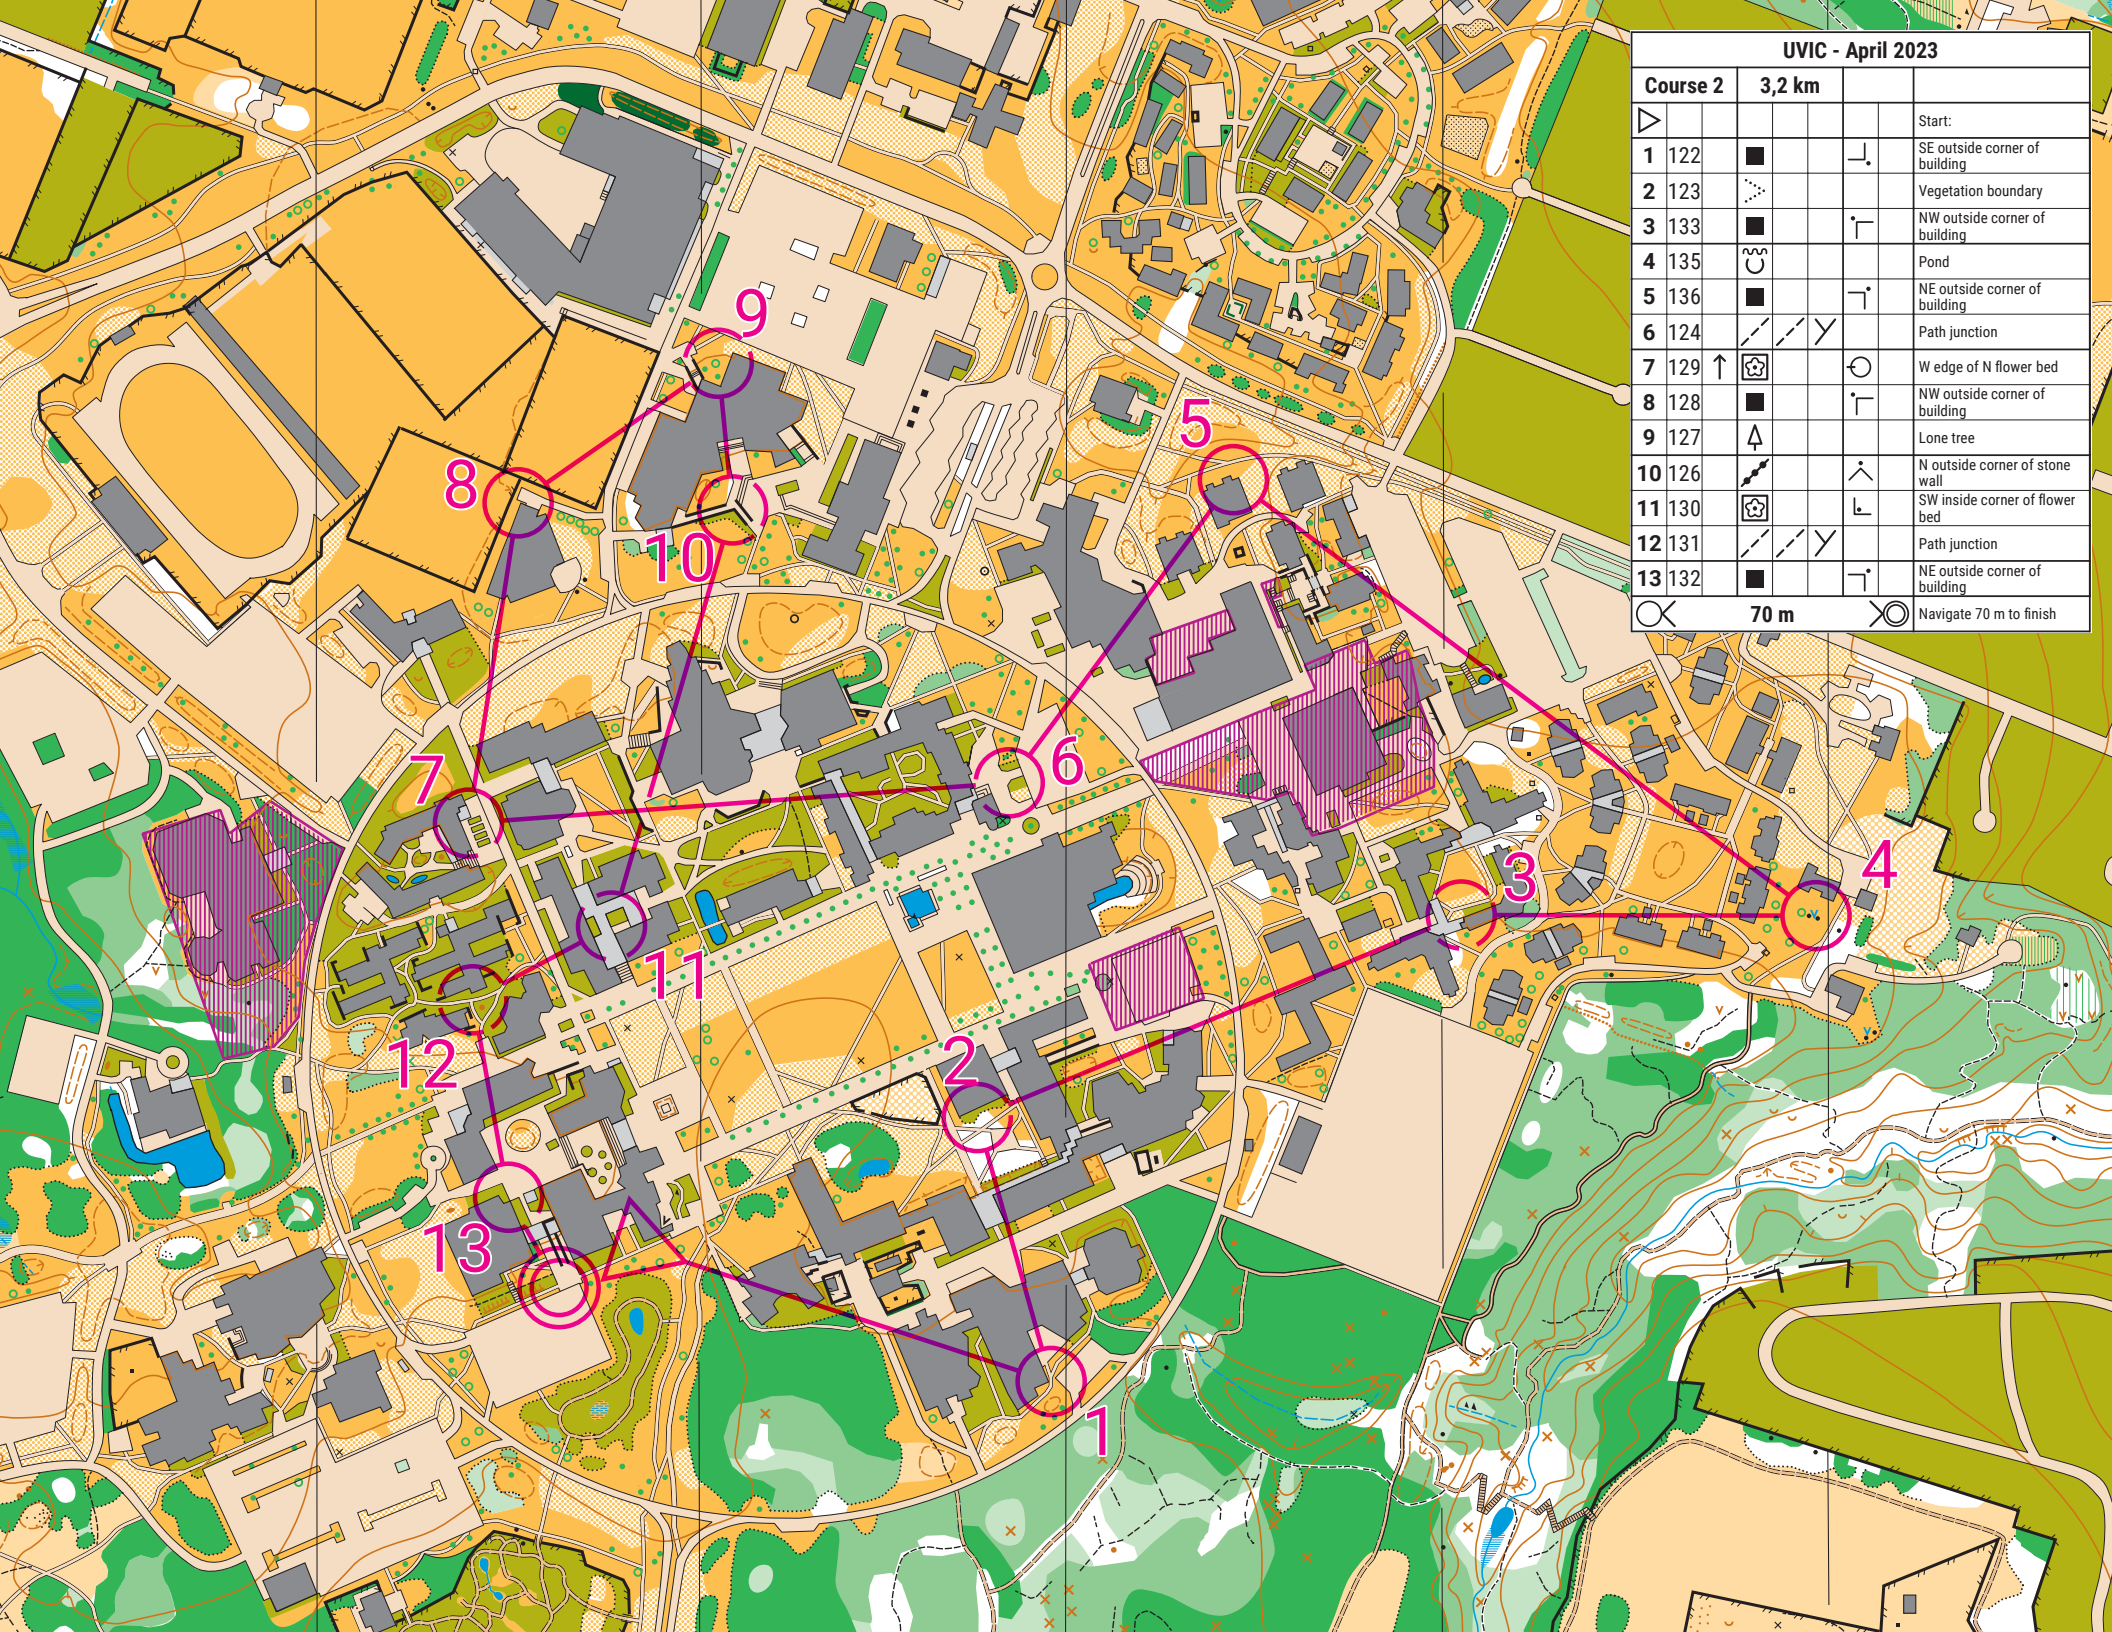 UVIC - April 2023
Course 2 3,2 km
Start:
1 122 SE outside corner of
building
2 123 Vegetation boundary
3 133 NW outside corner of
building
4 135 Pond
5 136 NE outside corner of
building
6 124 Path junction
7 129 W edge of N flower bed
8 128 NW outside corner of
building
9 127 Lone tree
10 126 N outside corner of stone
wall
11 130 SW inside corner of flower
bed
12 131 Path junction
13 132 NE outside corner of
building
70 m Navigate 70 m to finish
9
5
8
10
7
6
4
3
11
12
2
13
1